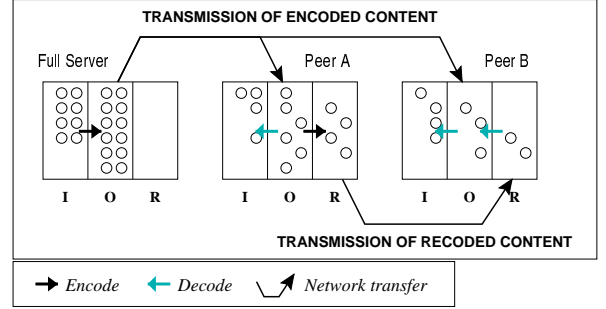 TRANSMISSION OF ENCODED CONTENT
Full Server
Peer A
Peer B
I O R
I O R
I O R
TRANSMISSION OF RECODED CONTENT
Encode
Decode
Network transfer